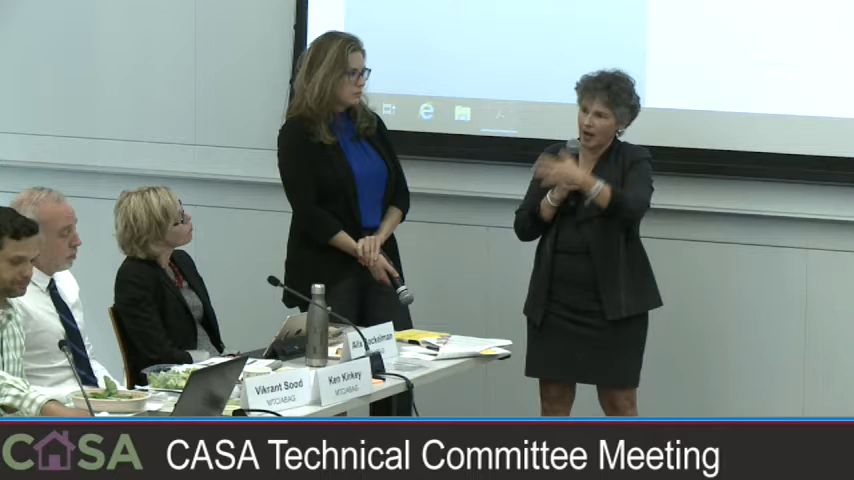 Alix Bockelman
Ken Kirkey
MTC/ABAG
Vikrant Sood
MTC/ABAG
CASA
CASA Technical Committee Meeting